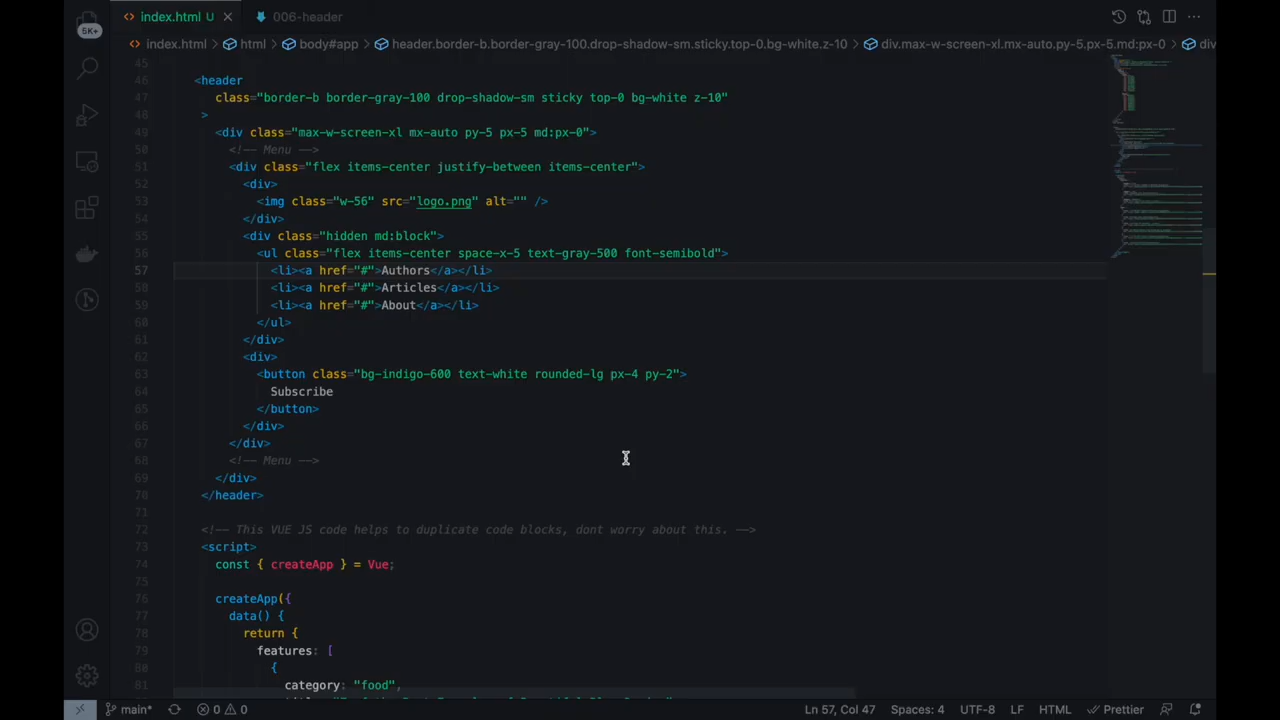 index.html U
006-header
5K+
index.html
html
body#app
header.border-b.border-gray-100.drop-shadow-sm.sticky.top-0.bg-white.z-10
div.max-w-screen-xl.mx-auto.py-5.px-5.md:px-0
div
45
46 <header
47 class="border-b border-gray-100 drop-shadow-sm sticky top-0 bg-white z-10"
48 >
49 <div class="max-w-screen-xl mx-auto py-5 px-5 md:px-0">
50 <!-- Menu -->
51 <div class="flex items-center justify-between items-center">
52 <div>
53 <img class="w-56" src="logo.png" alt="" />
54 </div>
55 <div class="hidden md:block">
56 <ul class="flex items-center space-x-5 text-gray-500 font-semibold">
57 <li><a href="#">Authors</a></li>
58 <li><a href="#">Articles</a></li>
59 <li><a href="#">About</a></li>
60 </ul>
61 </div>
62 <div>
63 <button class="bg-indigo-600 text-white rounded-lg px-4 py-2">
64 Subscribe
65 </button>
66 </div>
67 </div>
68 <!-- Menu -->
69 </div>
70 </header>
71
72 <!-- This VUE JS code helps to duplicate code blocks, dont worry about this. -->
73 <script>
74 const { createApp } = Vue;
75
76 createApp({
77 data() {
78 return {
79 features: [
80 {
81 category: "food",
main*
0
0
Ln 57, Col 47
Spaces: 4
UTF-8
LF
HTML
Prettier